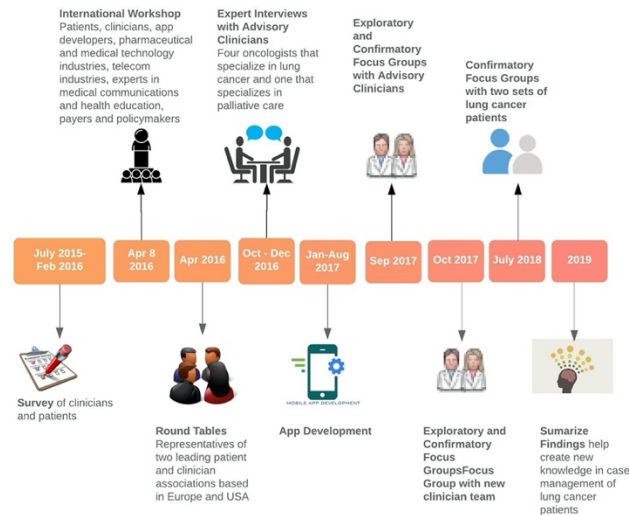 International Workshop
Patients, clinicians, app
developers, pharmaceutical
and medical technology
industries, telecom
industries, experts in
medical communications
and health education,
payers and policymakers
Expert Interviews
with Advisory
Clinicians
Four oncologists that
specialize in lung
cancer and one that
specializes in
palliative care
Exploratory
and
Confirmatory
Focus Groups
with Advisory
Clinicians
Confirmatory
Focus Groups
with two sets of
lung cancer
patients
July 2015-
Feb 2016
Apr 8
2016
Apr 2016
Oct - Dec
2016
Jan-Aug
2017
Sep 2017
Oct 2017
July 2018
2019
Survey of clinicians
and patients
Round Tables
Representatives of
two leading patient
and clinician
associations based
in Europe and USA
MOBILE APP DEVELOPMENT
App Development
Exploratory and
Confirmatory
Focus
GroupsFocus
Group with new
clinician team
Sumarize
Findings help
create new
knowledge in case
management of
lung cancer
patients